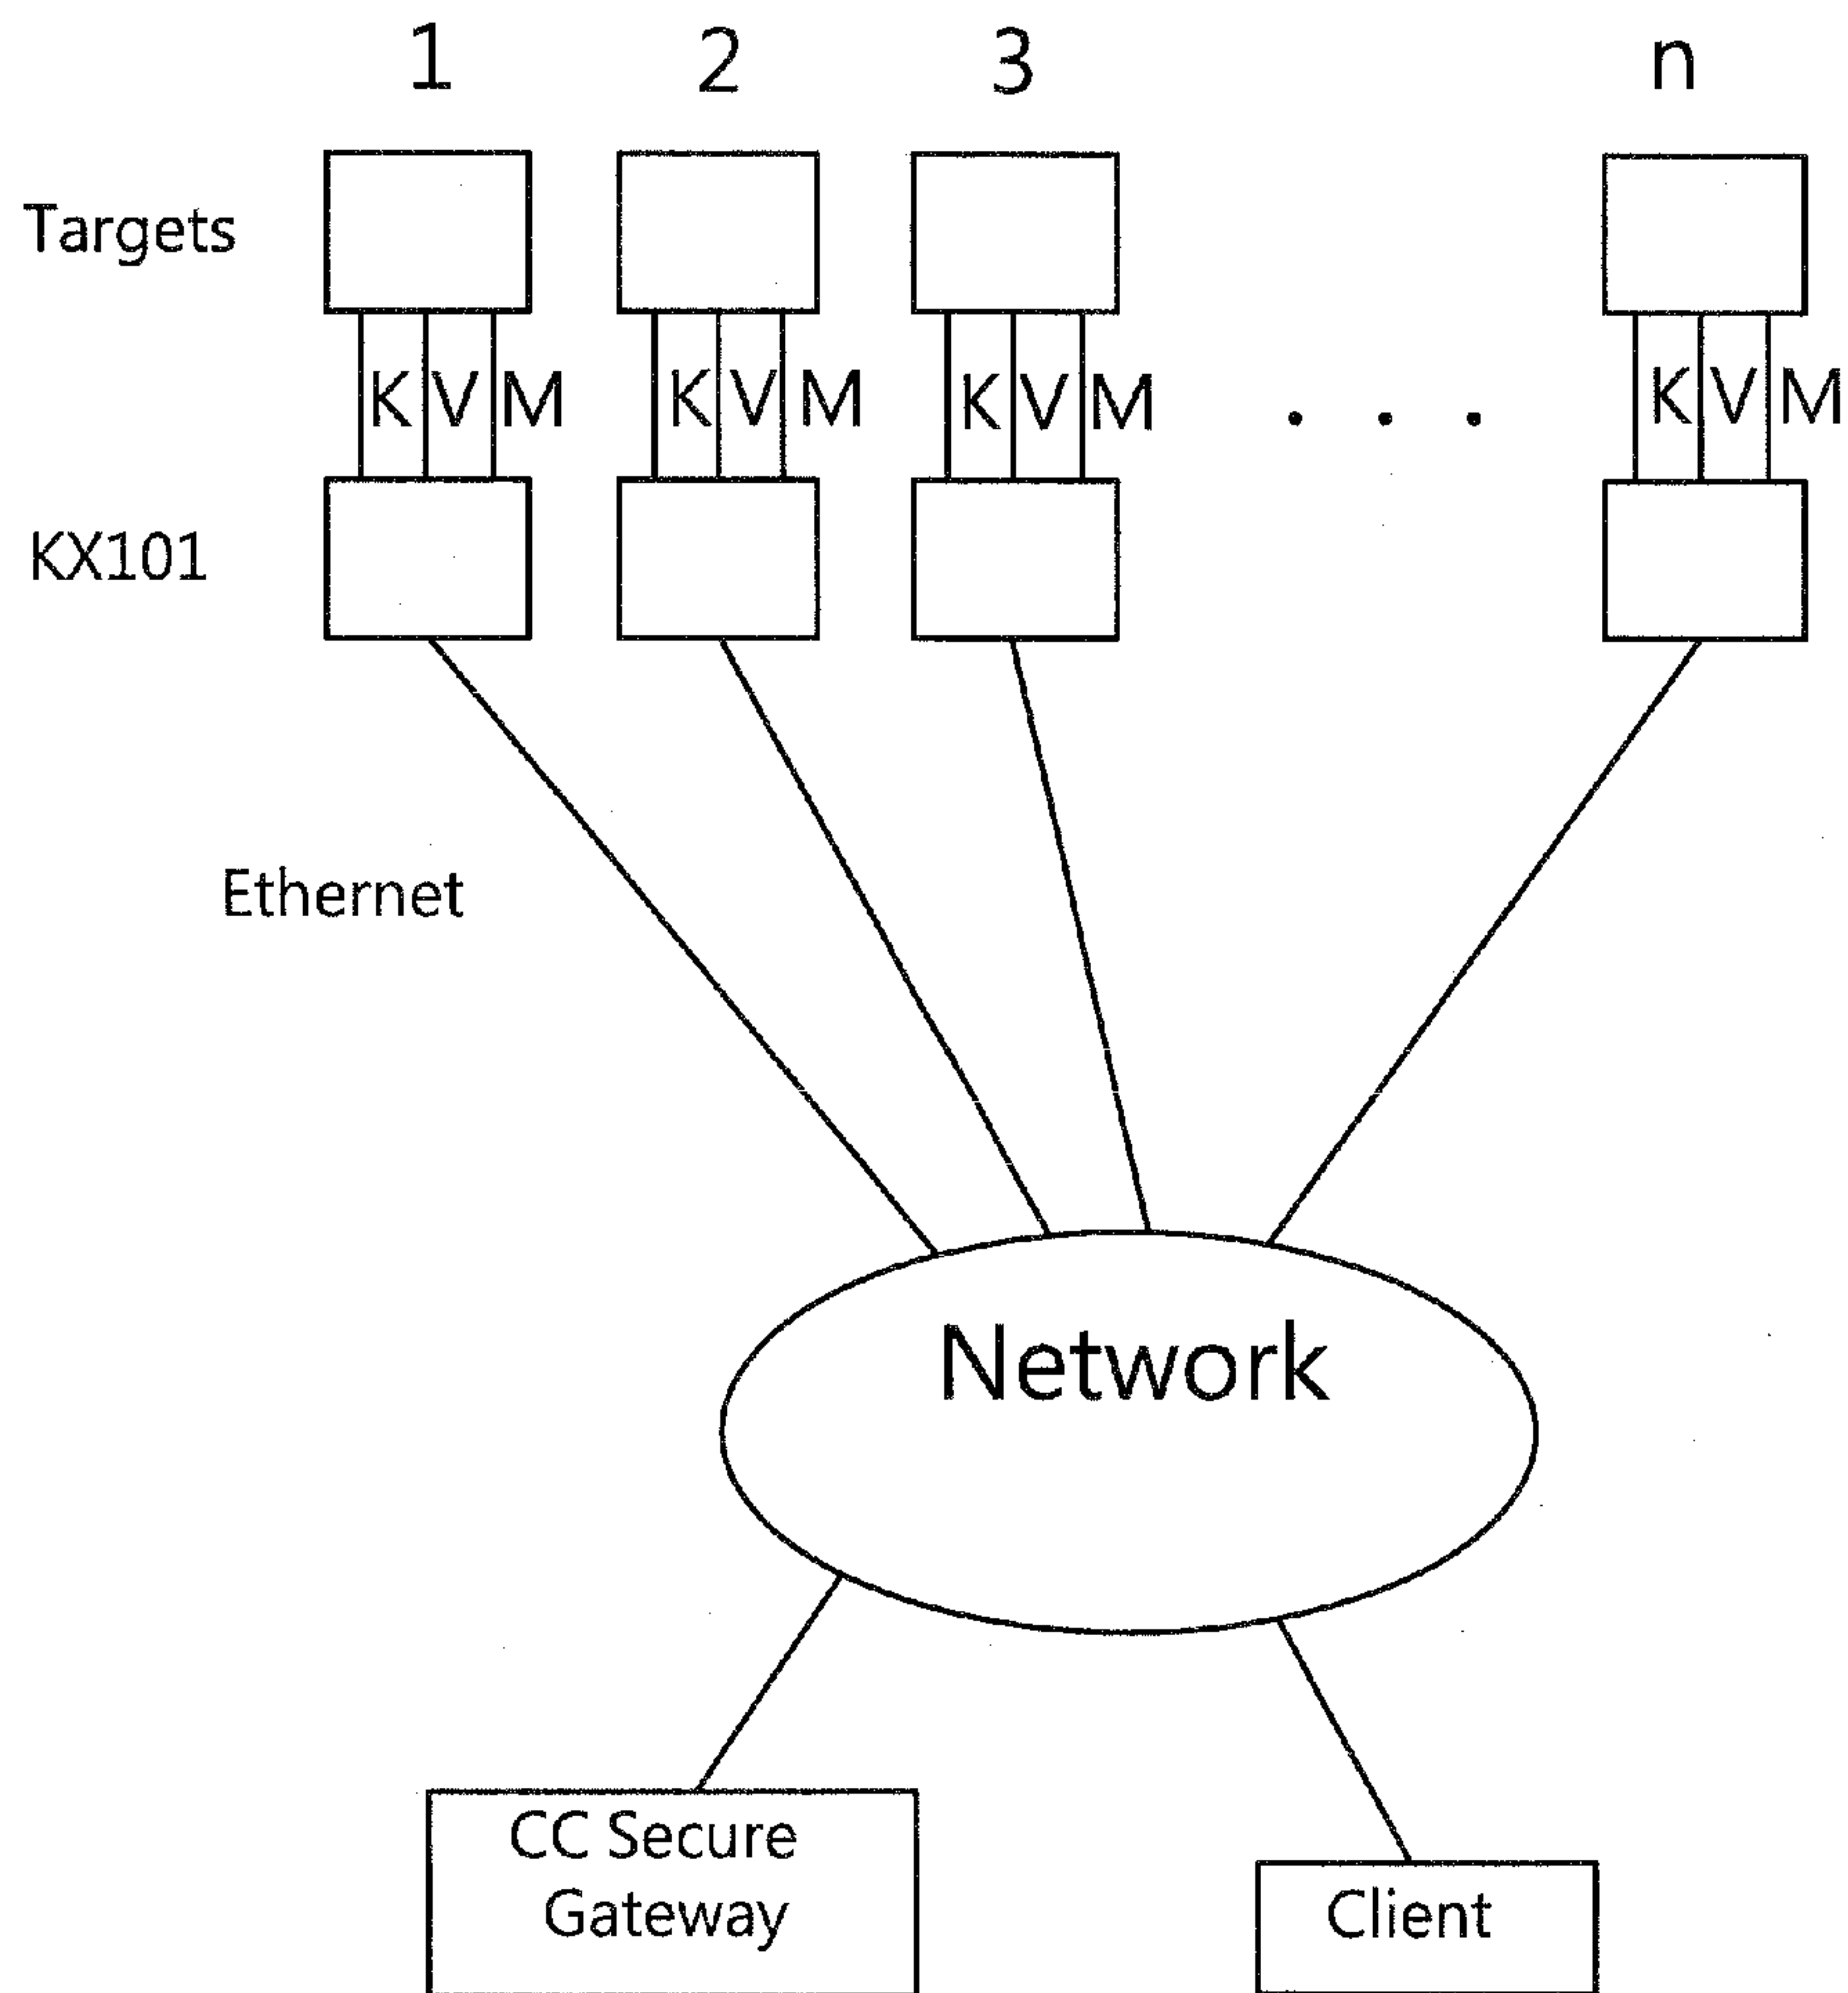 1 2 3 n
Targets
K V M K V M K V M . . . K V M
KX101
Ethernet
Network
CC Secure
Gateway
Client